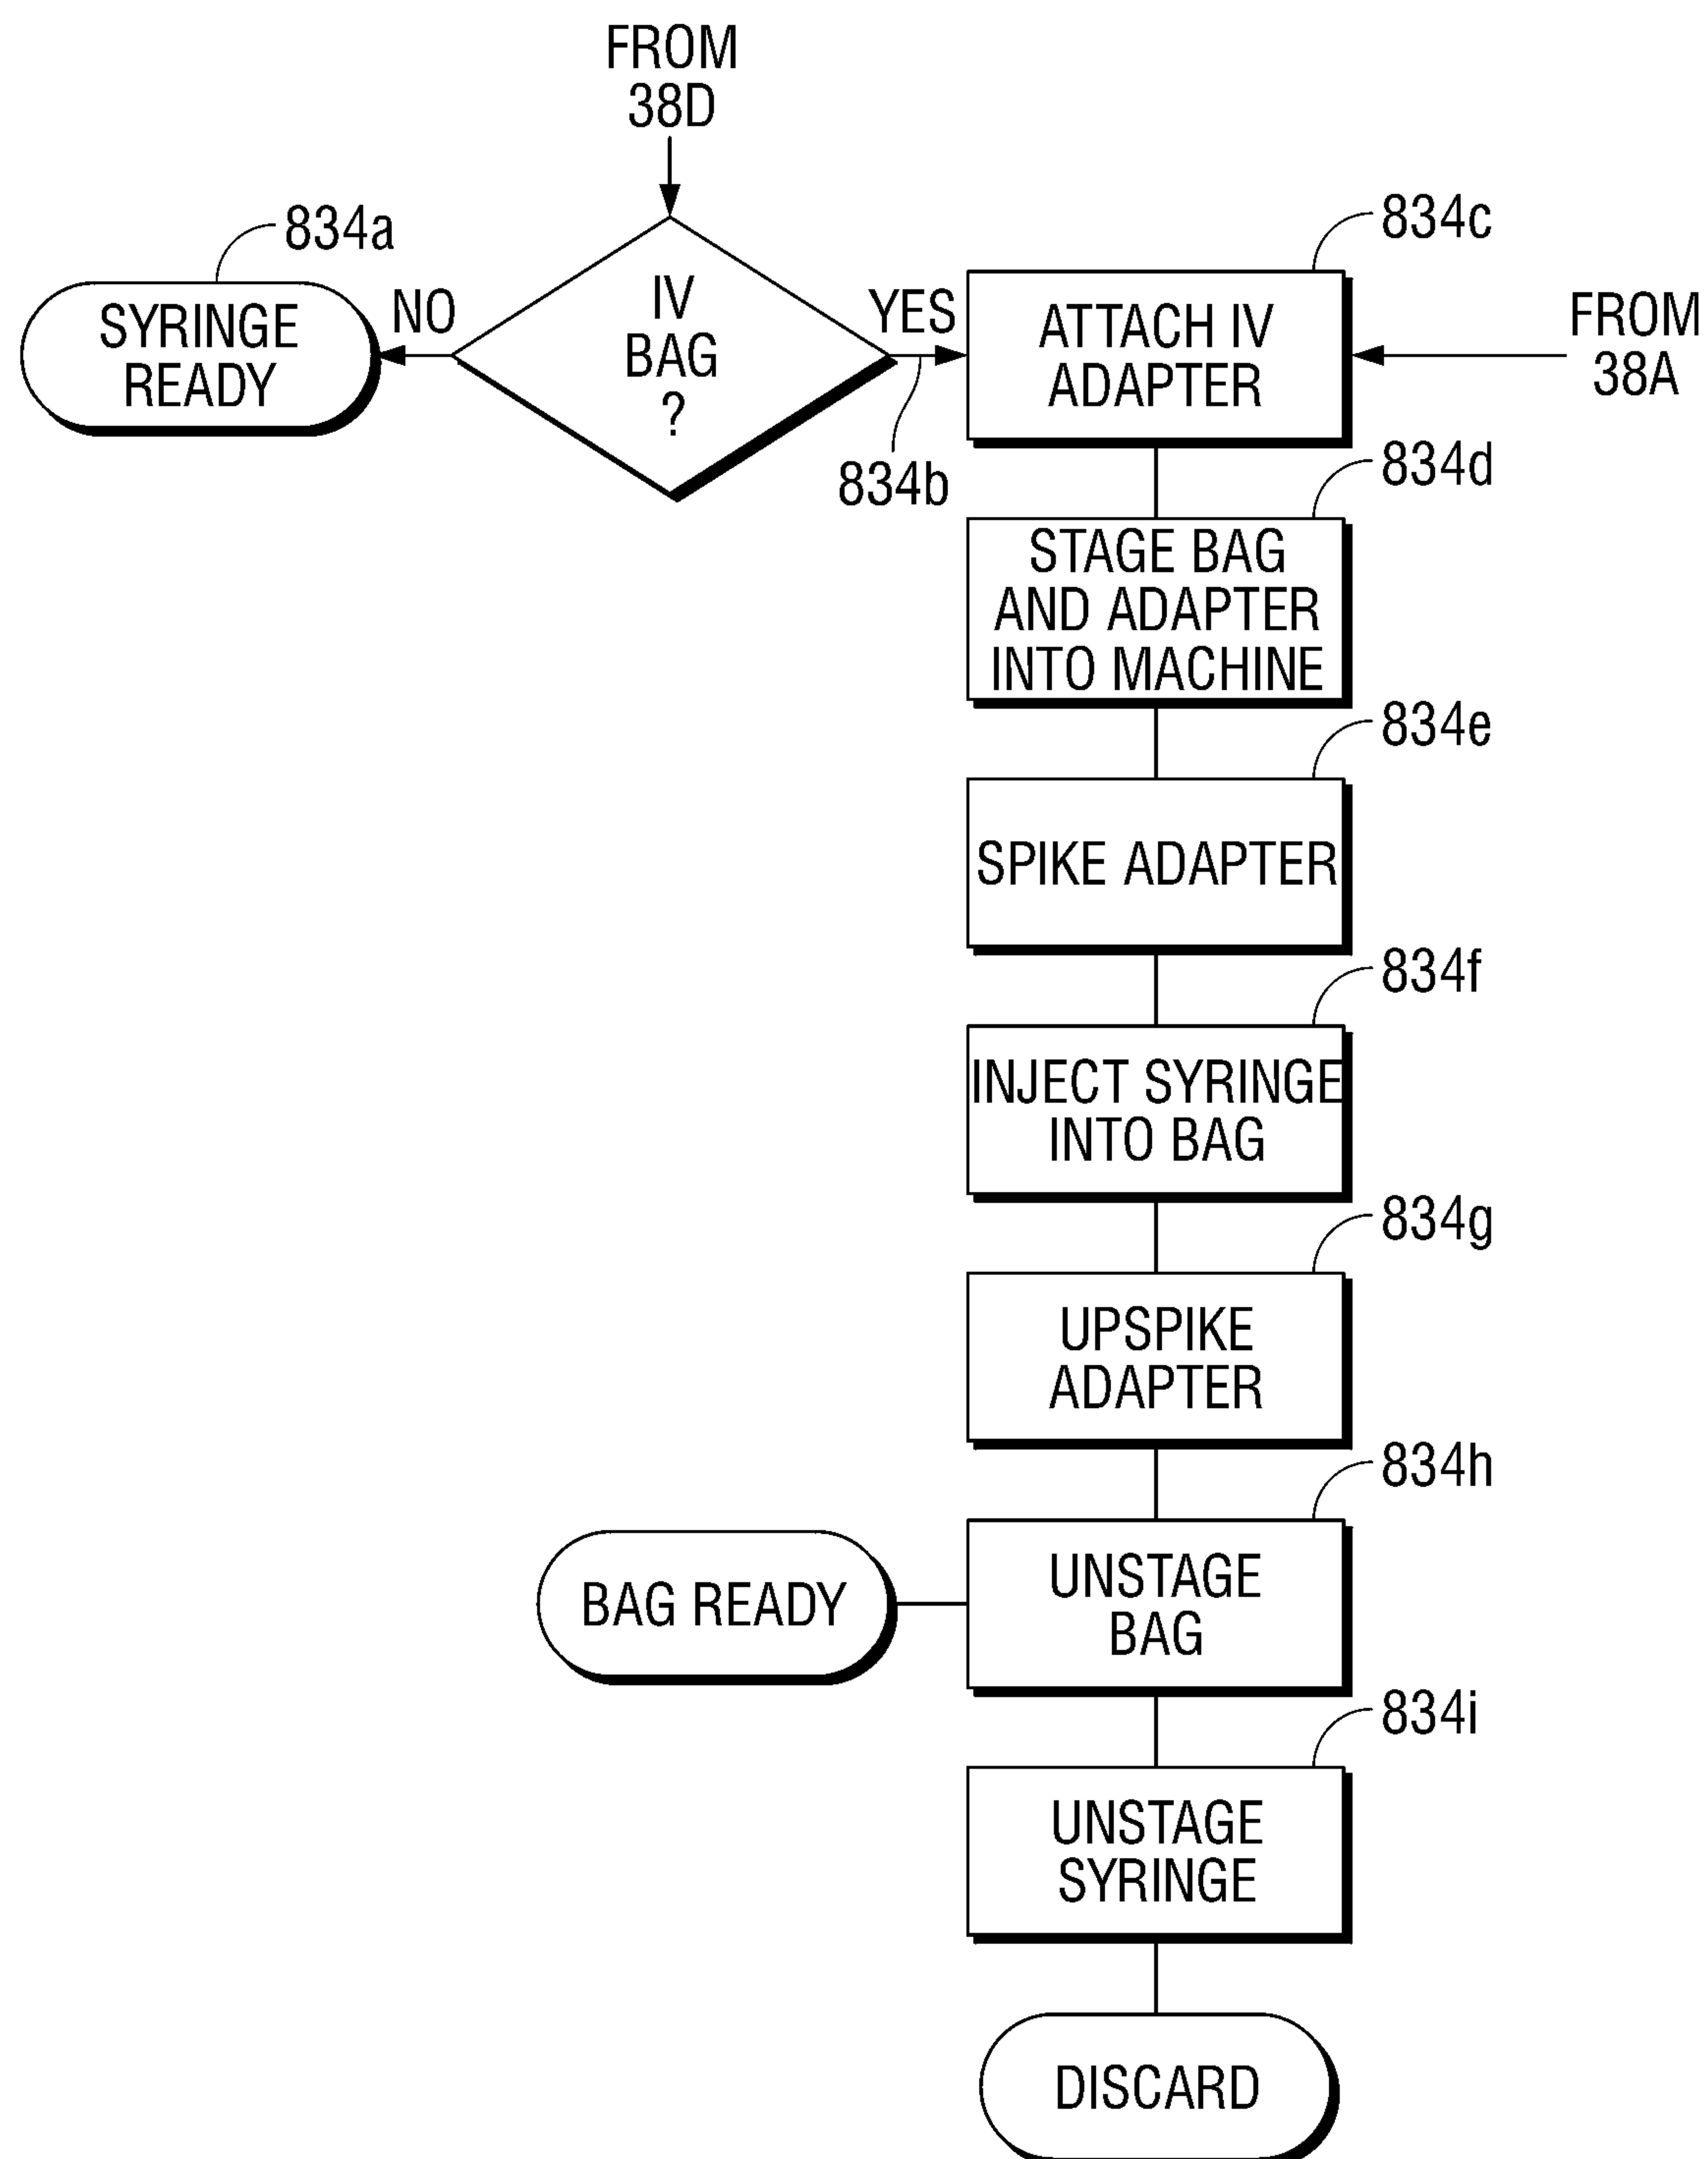 FROM
38D
834a
834c
SYRINGE
READY
NO
IV
BAG
?
YES
ATTACH IV
ADAPTER
FROM
38A
834b
834d
STAGE BAG
AND ADAPTER
INTO MACHINE
834e
SPIKE ADAPTER
834f
INJECT SYRINGE
INTO BAG
834g
UPSPIKE
ADAPTER
834h
BAG READY
UNSTAGE
BAG
834i
UNSTAGE
SYRINGE
DISCARD